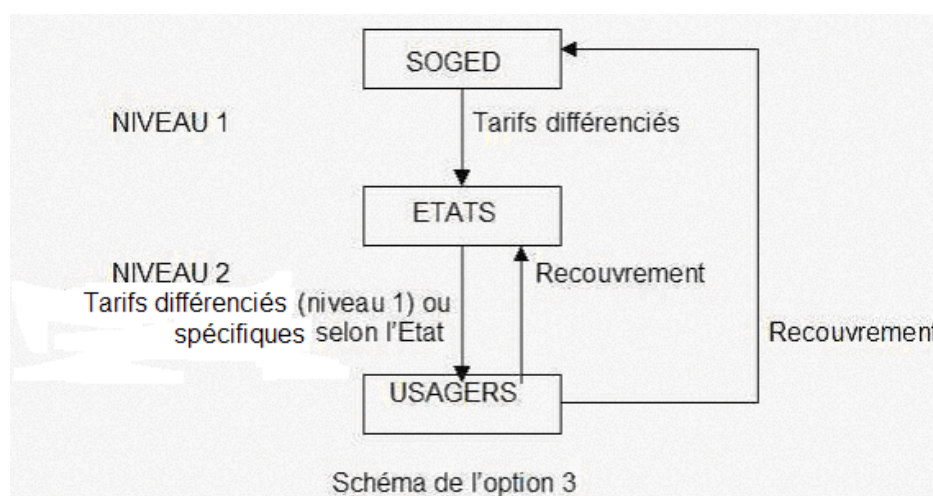 SOGED
NIVEAU 1
Tarifs différenciés
ETATS
NIVEAU 2
Recouvrement
Tarifs différenciés (niveau 1) ou
spécifiques selon l'Etat
Recouvrement
USAGERS
Schéma de l'option 3